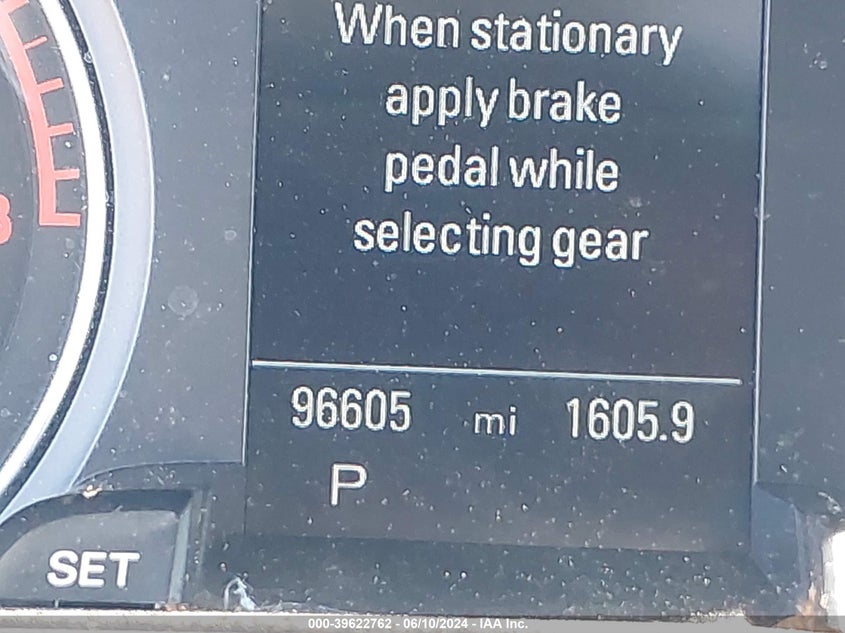 When stationary
apply brake
pedal while
selecting gear
96605 mi 1605.9
P
SET
000-39622762 - 06/10/2024 - IAA Inc.